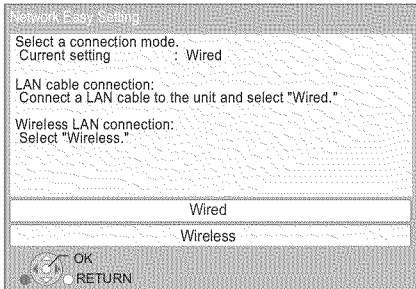 Network Easy Setting
Select a connection mode.
Current setting : Wired
LAN cable connection:
Connect a LAN cable to the unit and select "Wired."
Wireless LAN connection:
Select "Wireless."
Wired
Wireless
OK
RETURN